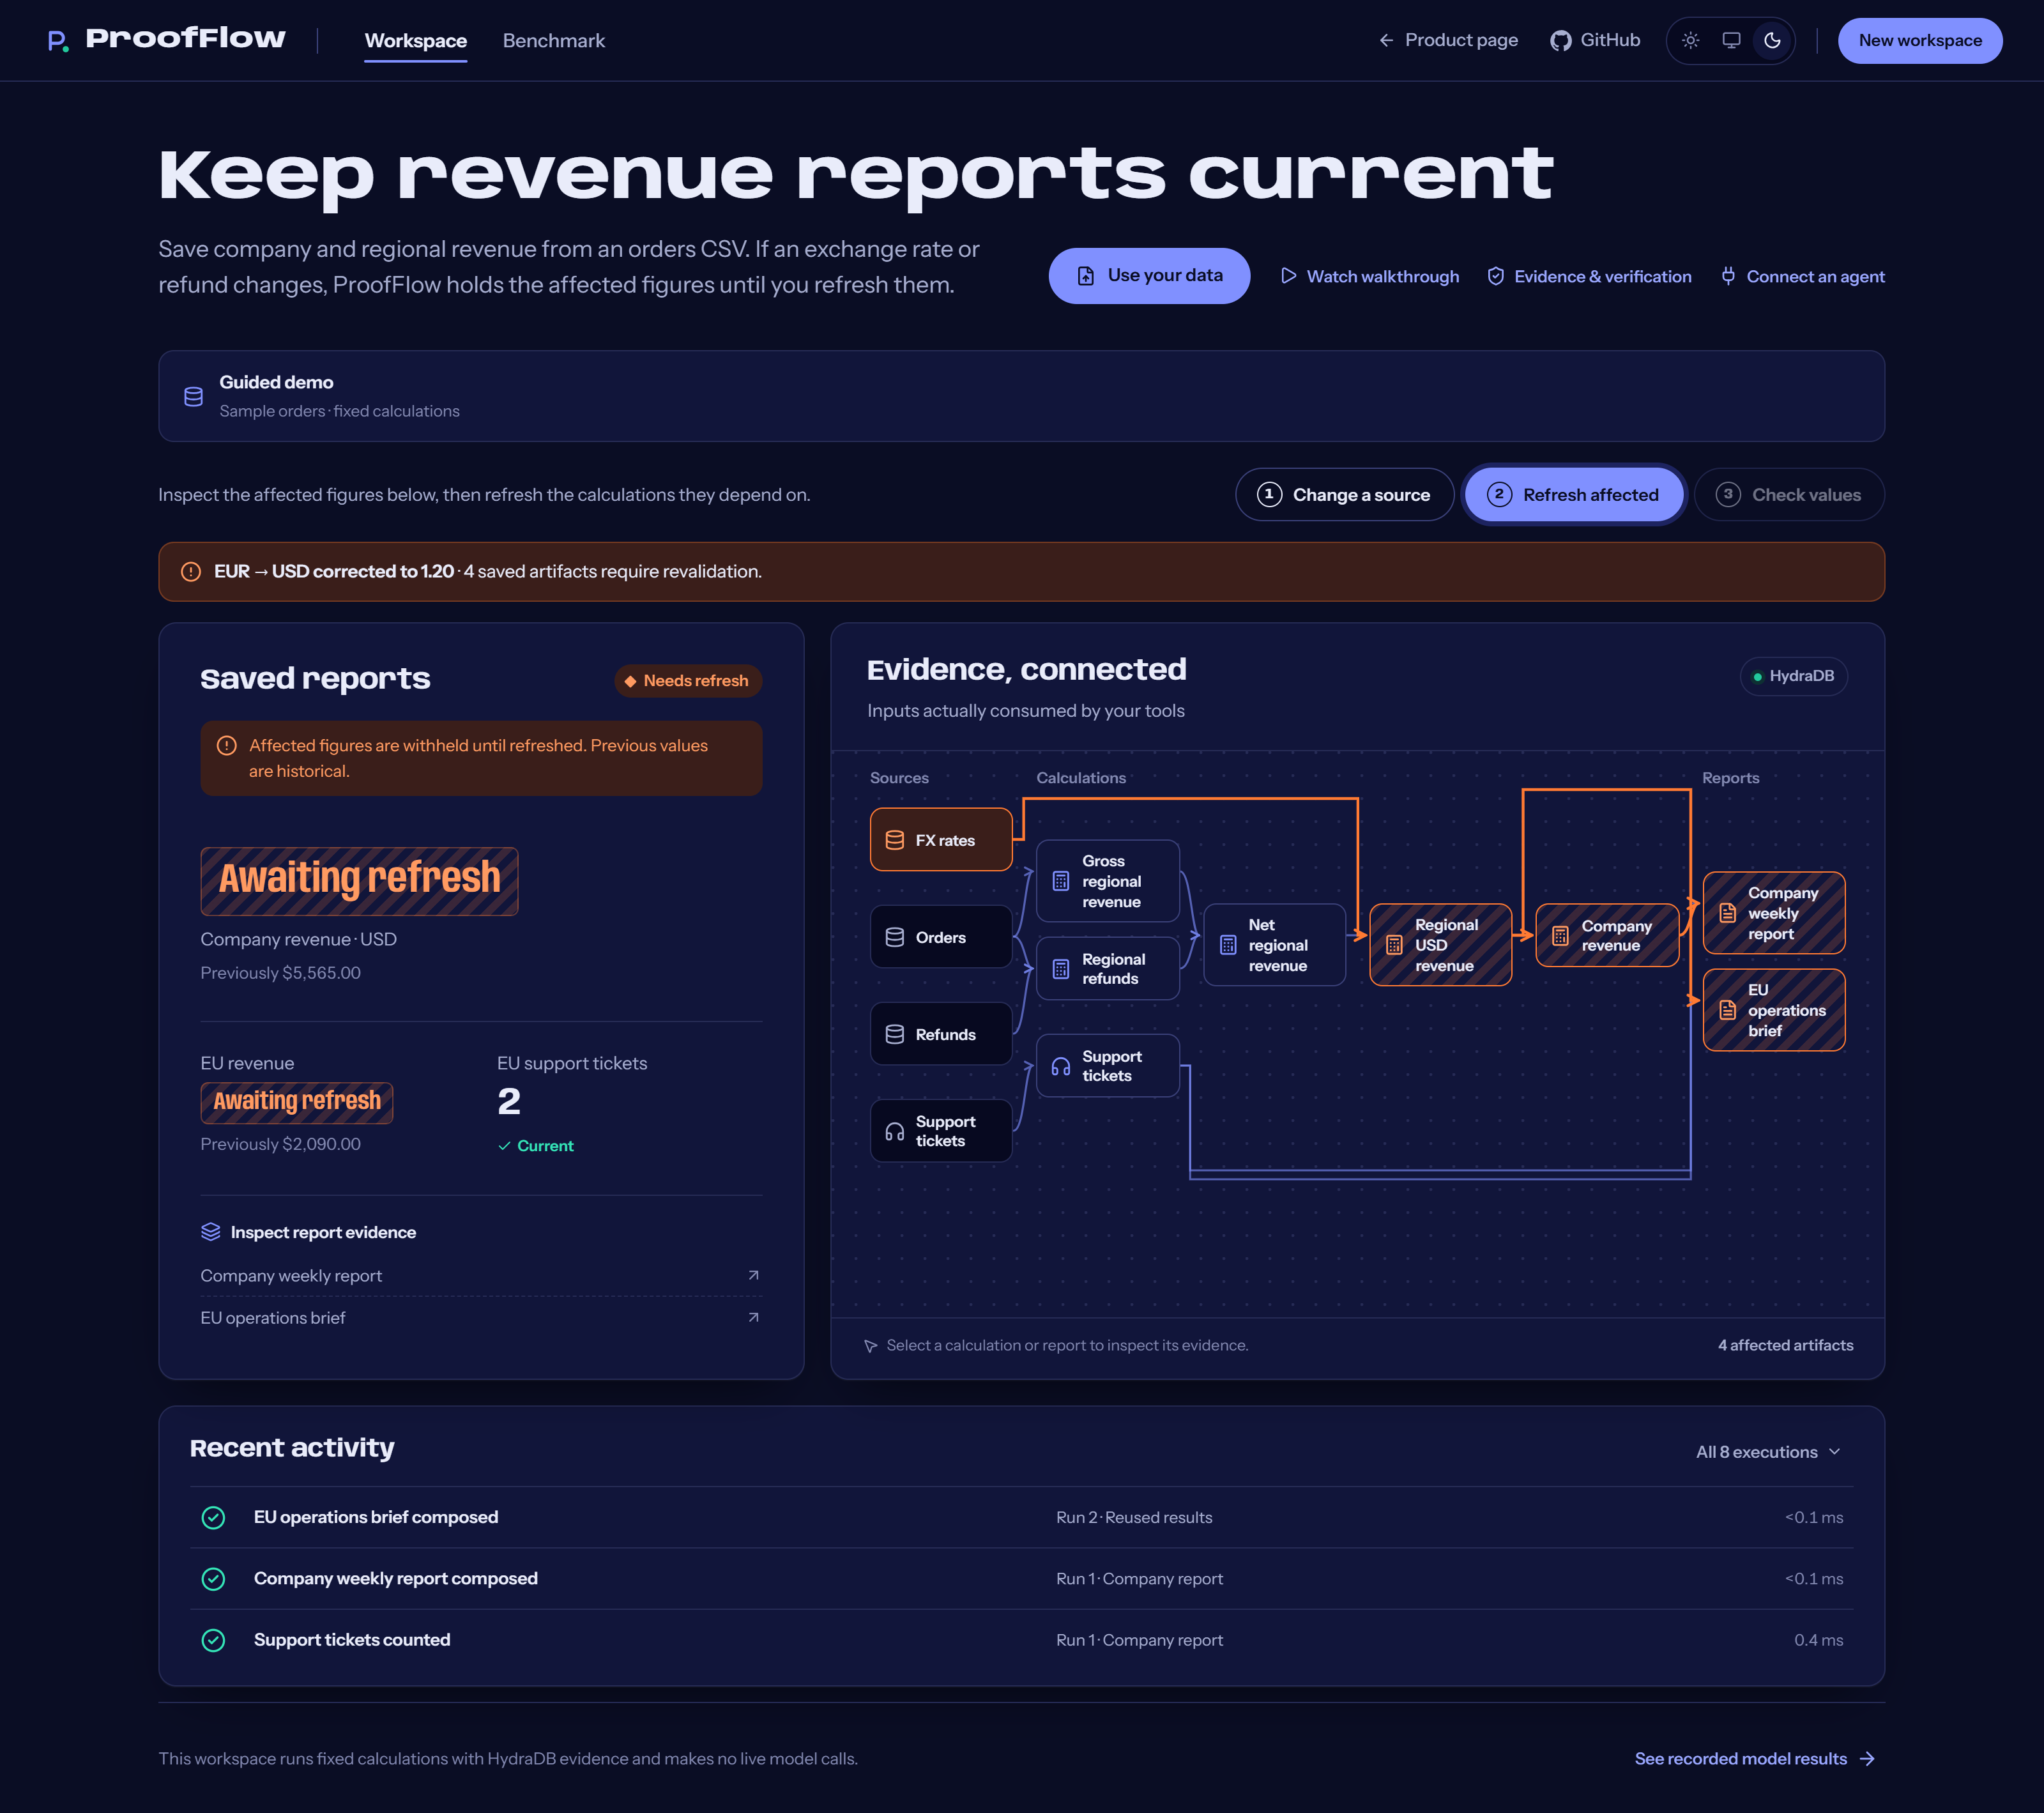 P. ProofFlow
Workspace
Benchmark
Product page
GitHub
New workspace
Keep revenue reports current
Save company and regional revenue from an orders CSV. If an exchange rate or
refund changes, ProofFlow holds the affected figures until you refresh them.
Use your data
Watch walkthrough
Evidence & verification
Connect an agent
Guided demo
Sample orders · fixed calculations
Inspect the affected figures below, then refresh the calculations they depend on.
1 Change a source
2 Refresh affected
3 Check values
EUR → USD corrected to 1.20 · 4 saved artifacts require revalidation.
Saved reports
Needs refresh
Affected figures are withheld until refreshed. Previous values
are historical.
Awaiting refresh
Company revenue · USD
Previously $5,565.00
EU revenue
Awaiting refresh
Previously $2,090.00
EU support tickets
2
Current
Inspect report evidence
Company weekly report
EU operations brief
Evidence, connected
HydraDB
Inputs actually consumed by your tools
Sources
Calculations
Reports
FX rates
Orders
Refunds
Support
tickets
Gross
regional
revenue
Regional
refunds
Support
tickets
Net
regional
revenue
Regional
USD
revenue
Company
revenue
Company
weekly
report
EU
operations
brief
Select a calculation or report to inspect its evidence.
4 affected artifacts
Recent activity
All 8 executions
EU operations brief composed
Run 2 · Reused results
<0.1 ms
Company weekly report composed
Run 1 · Company report
<0.1 ms
Support tickets counted
Run 1 · Company report
0.4 ms
This workspace runs fixed calculations with HydraDB evidence and makes no live model calls.
See recorded model results